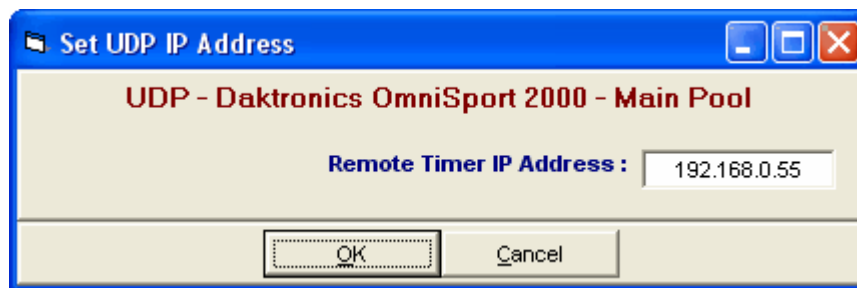 Set UDP IP Address
UDP - Daktronics OmniSport 2000 - Main Pool
Remote Timer IP Address : 192.168.0.55
OK Cancel